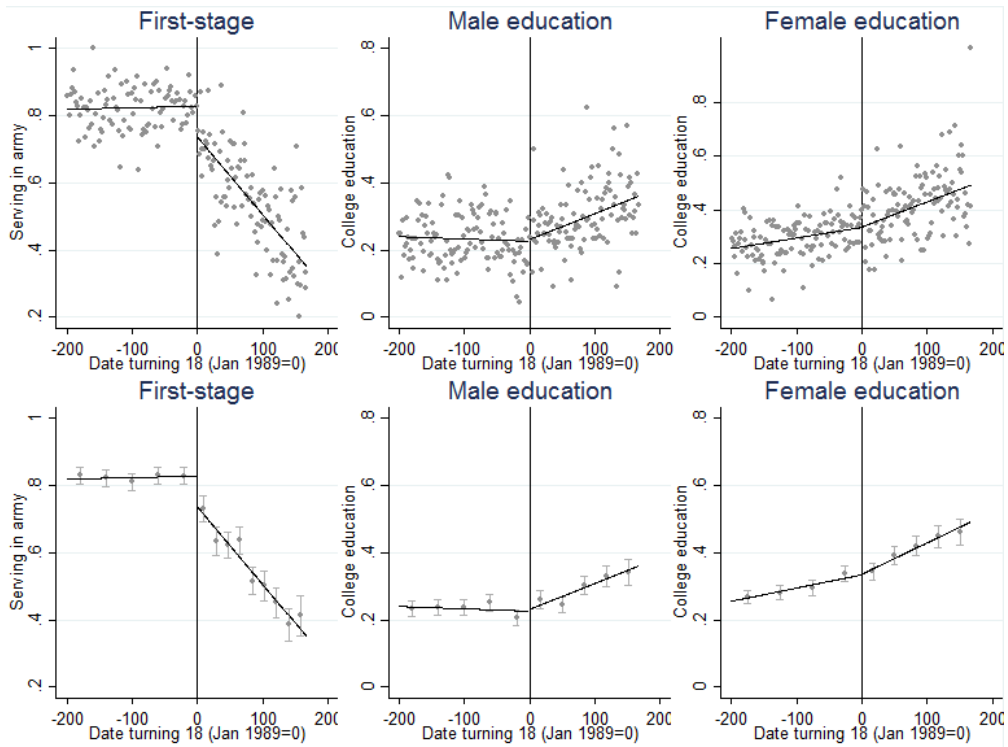 First-stage
Male education
Female education
Serving in army
.2 .4 .6 .8 1
-200 -100 0 100 200
Date turning 18 (Jan 1989=0)
College education
0 .2 .4 .6 .8
-200 -100 0 100 200
Date turning 18 (Jan 1989=0)
College education
0 .2 .4 .6 .8
-200 -100 0 100 200
Date turning 18 (Jan 1989=0)
First-stage
Male education
Female education
Serving in army
.2 .4 .6 .8 1
-200 -100 0 100 200
Date turning 18 (Jan 1989=0)
College education
0 .2 .4 .6 .8
-200 -100 0 100 200
Date turning 18 (Jan 1989=0)
College education
0 .2 .4 .6 .8
-200 -100 0 100 200
Date turning 18 (Jan 1989=0)